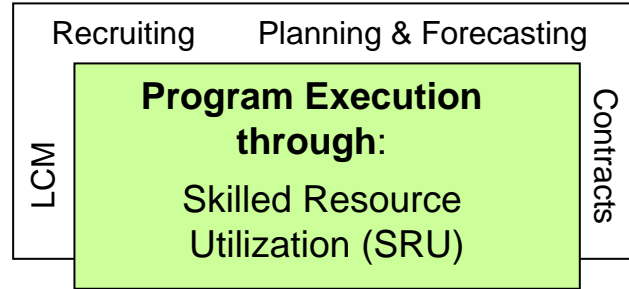 Recruiting Planning & Forecasting
Program Execution
through:
Skilled Resource
Utilization (SRU)
LCM
Contracts